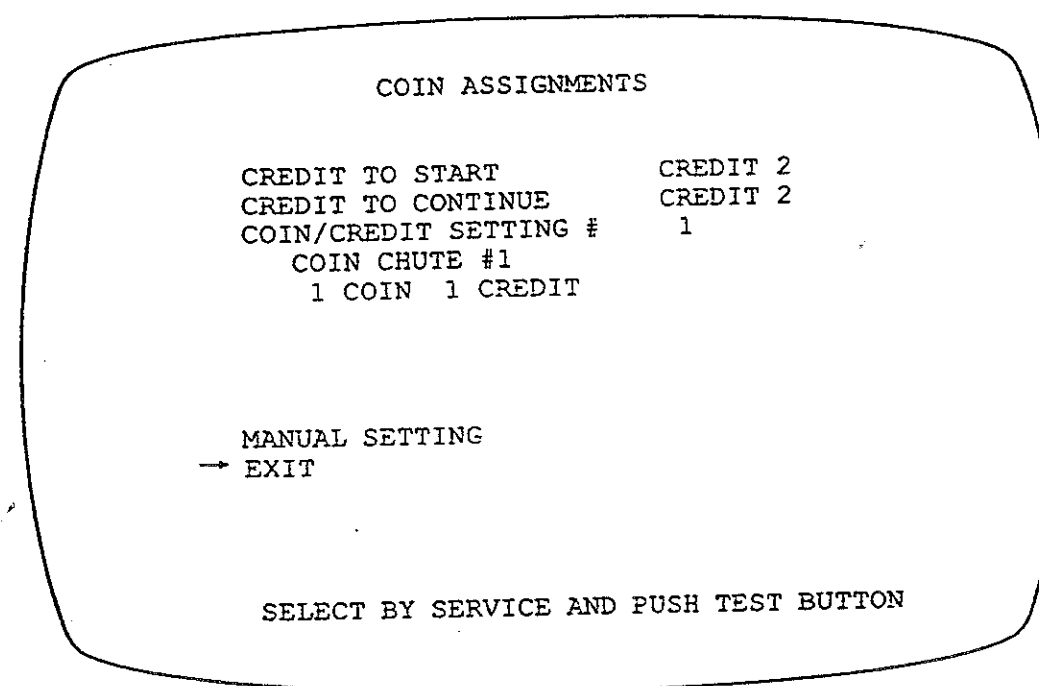 COIN ASSIGNMENTS
CREDIT TO START CREDIT 2
CREDIT TO CONTINUE CREDIT 2
COIN/CREDIT SETTING # 1
COIN CHUTE #1
1 COIN 1 CREDIT
MANUAL SETTING
→ EXIT
SELECT BY SERVICE AND PUSH TEST BUTTON